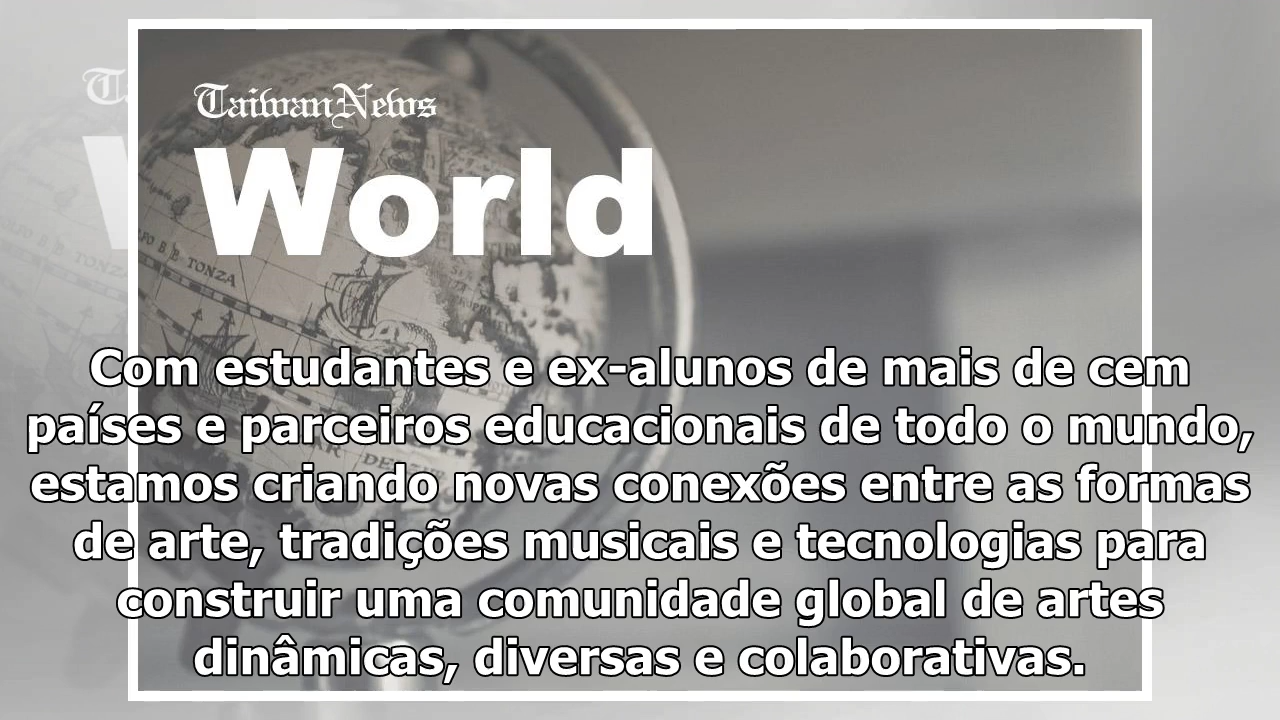 TaiwanNews
World
TONZA
Com estudantes e ex-alunos de mais de cem
países e parceiros educacionais de todo o mundo,
estamos criando novas conexões entre as formas
de arte, tradições musicais e tecnologias para
construir uma comunidade global de artes
dinâmicas, diversas e colaborativas.